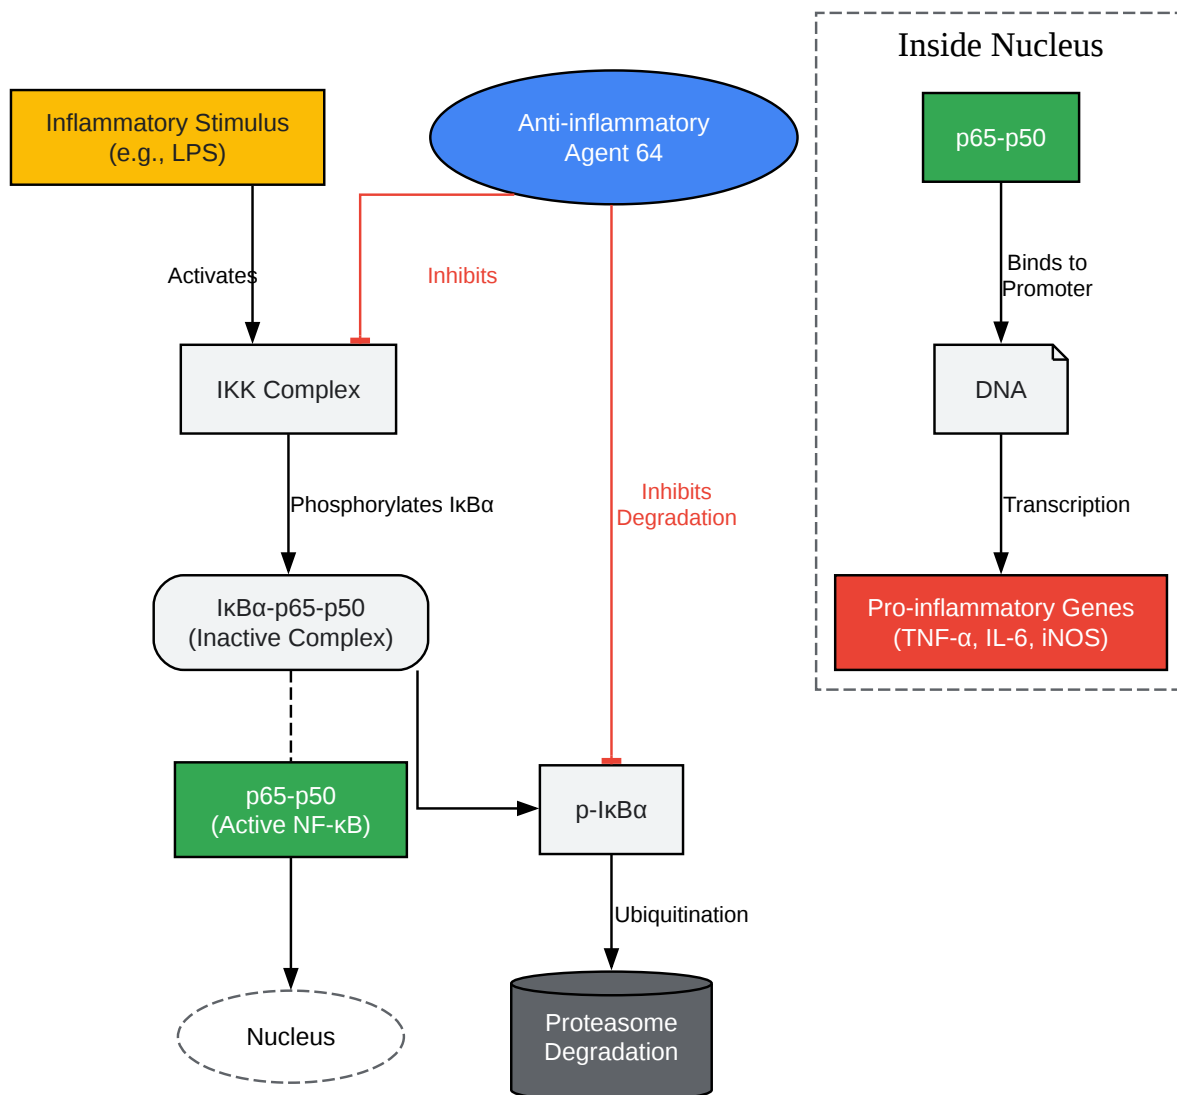 Inside Nucleus
Inflammatory Stimulus
(e.g., LPS)
Anti-inflammatory
Agent 64
p65-p50
Activates
Inhibits
Binds to
Promoter
IKK Complex
DNA
Phosphorylates IκBα
Inhibits
Degradation
Transcription
IκBα-p65-p50
(Inactive Complex)
Pro-inflammatory Genes
(TNF-α, IL-6, iNOS)
p65-p50
(Active NF-κB)
p-IκBα
Ubiquitination
Nucleus
Proteasome
Degradation